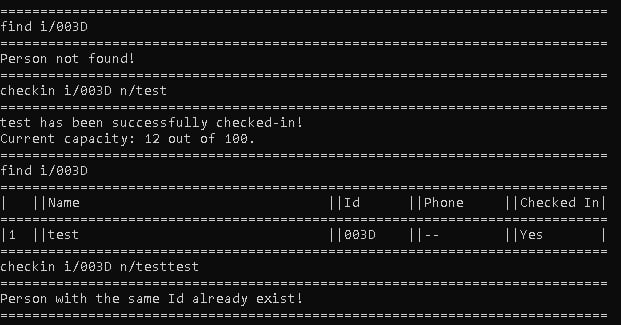 ================================================================================
find i/003D
================================================================================
Person not found!
================================================================================
checkin i/003D n/test
================================================================================
test has been successfully checked-in!
Current capacity: 12 out of 100.
================================================================================
find i/003D
================================================================================
|   ||Name                               ||Id      ||Phone     ||Checked In|
================================================================================
|1  ||test                               ||003D    ||--        ||Yes       |
================================================================================
checkin i/003D n/testtest
================================================================================
Person with the same Id already exist!
================================================================================